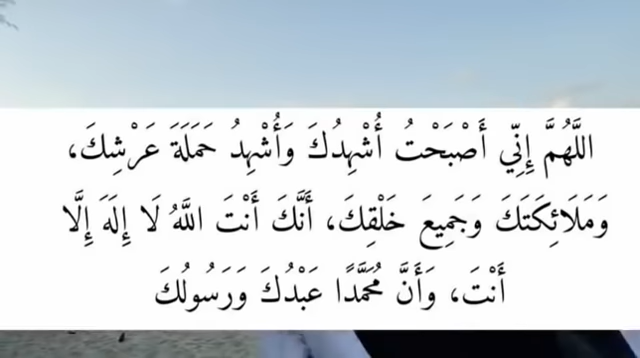 اللَّهُمَّ إِنِّي أَصْبَحْتُ أُشْهِدُكَ وَأُشْهِدُ حَمَلَةَ عَرْشِكَ،
وَمَلَائِكَتَكَ وَجَمِيعَ خَلْقِكَ، أَنَّكَ أَنْتَ اللَّهُ لَا إِلَهَ إِلَّا
أَنْتَ، وَأَنَّ مُحَمَّدًا عَبْدُكَ وَرَسُولُكَ